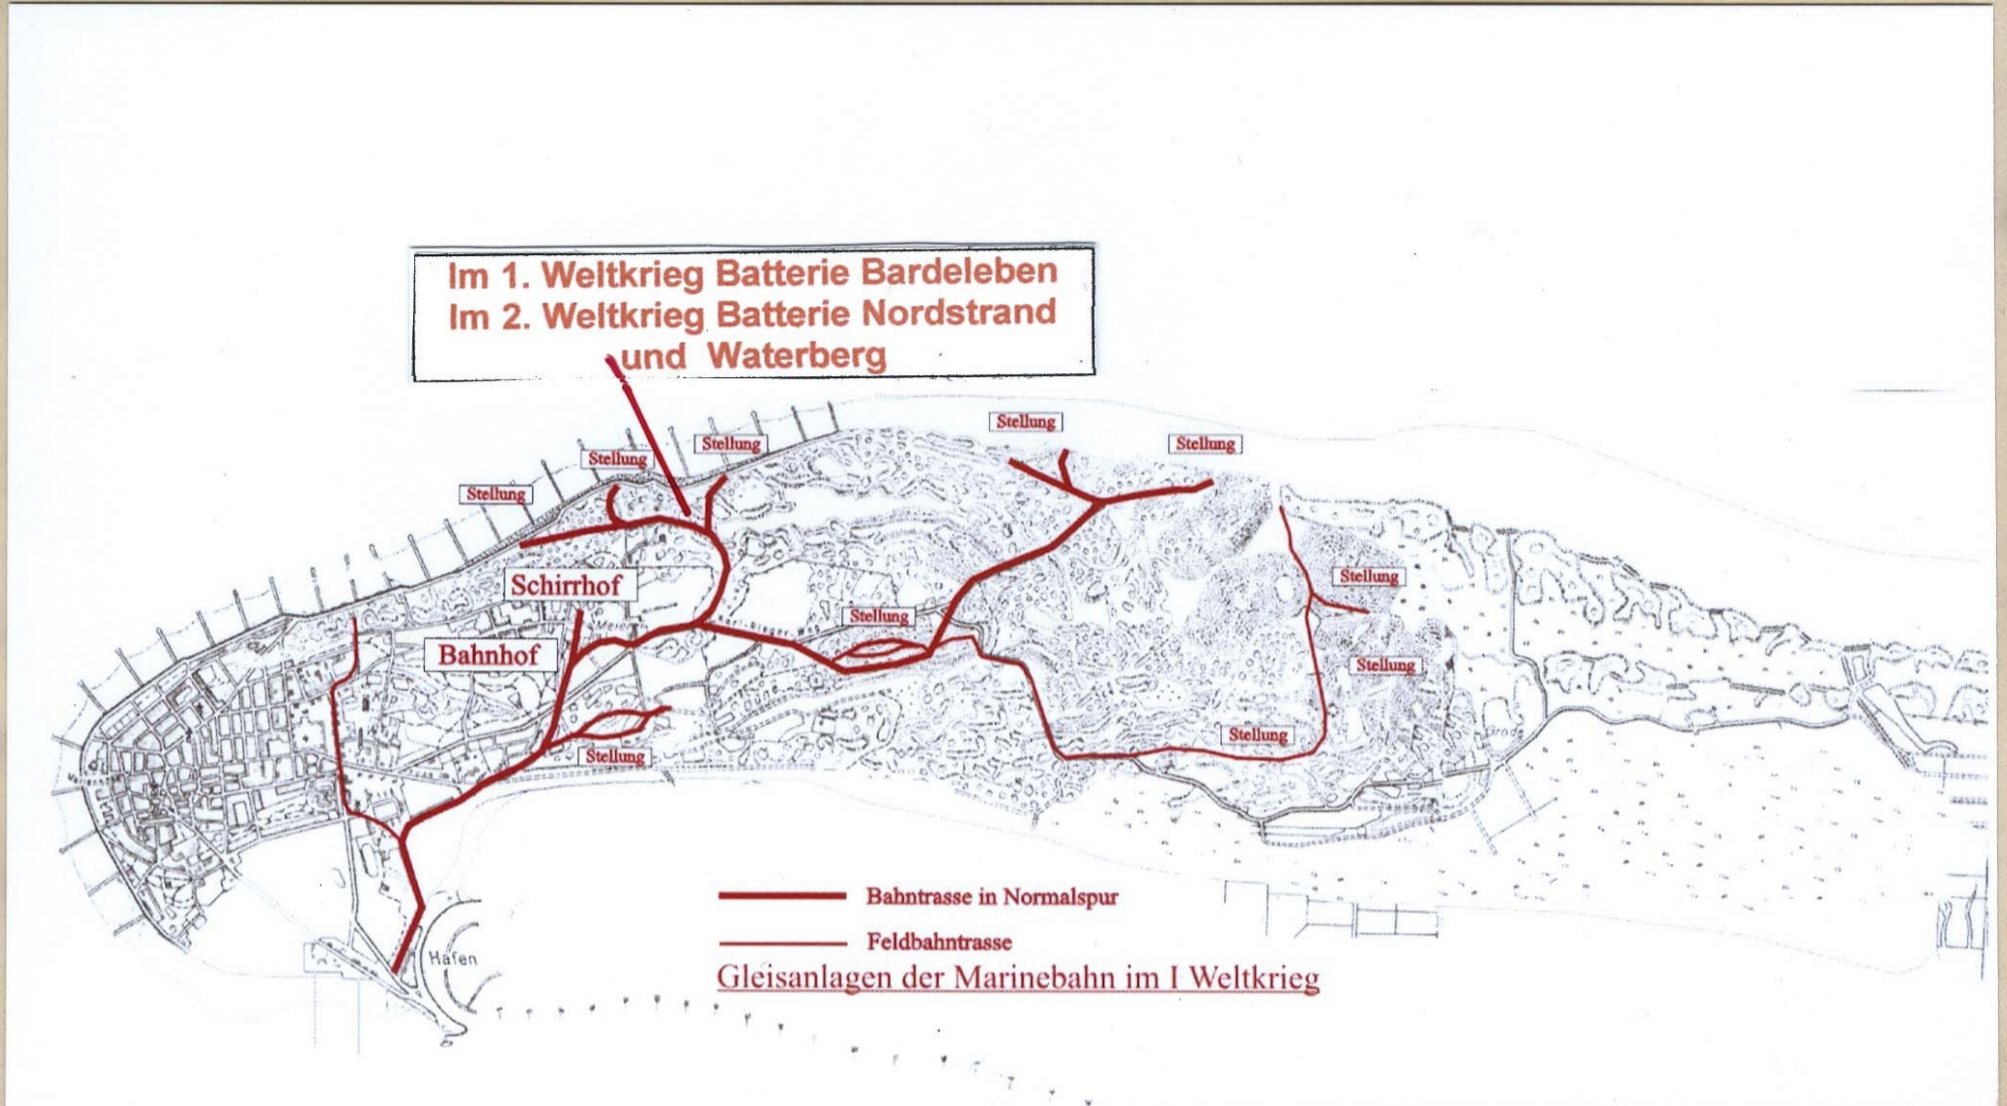 Im 1. Weltkrieg Batterie Bardeleben
Im 2. Weltkrieg Batterie Nordstrand
und Waterberg
Stellung
Stellung
Stellung
Stellung
Stellung
Schirrhof
Bahnhof
Stellung
Stellung
Stellung
Stellung
Stellung
Hafen
Bahntrasse in Normalspur
Feldbahntrasse
Gleisanlagen der Marinebahn im I Weltkrieg